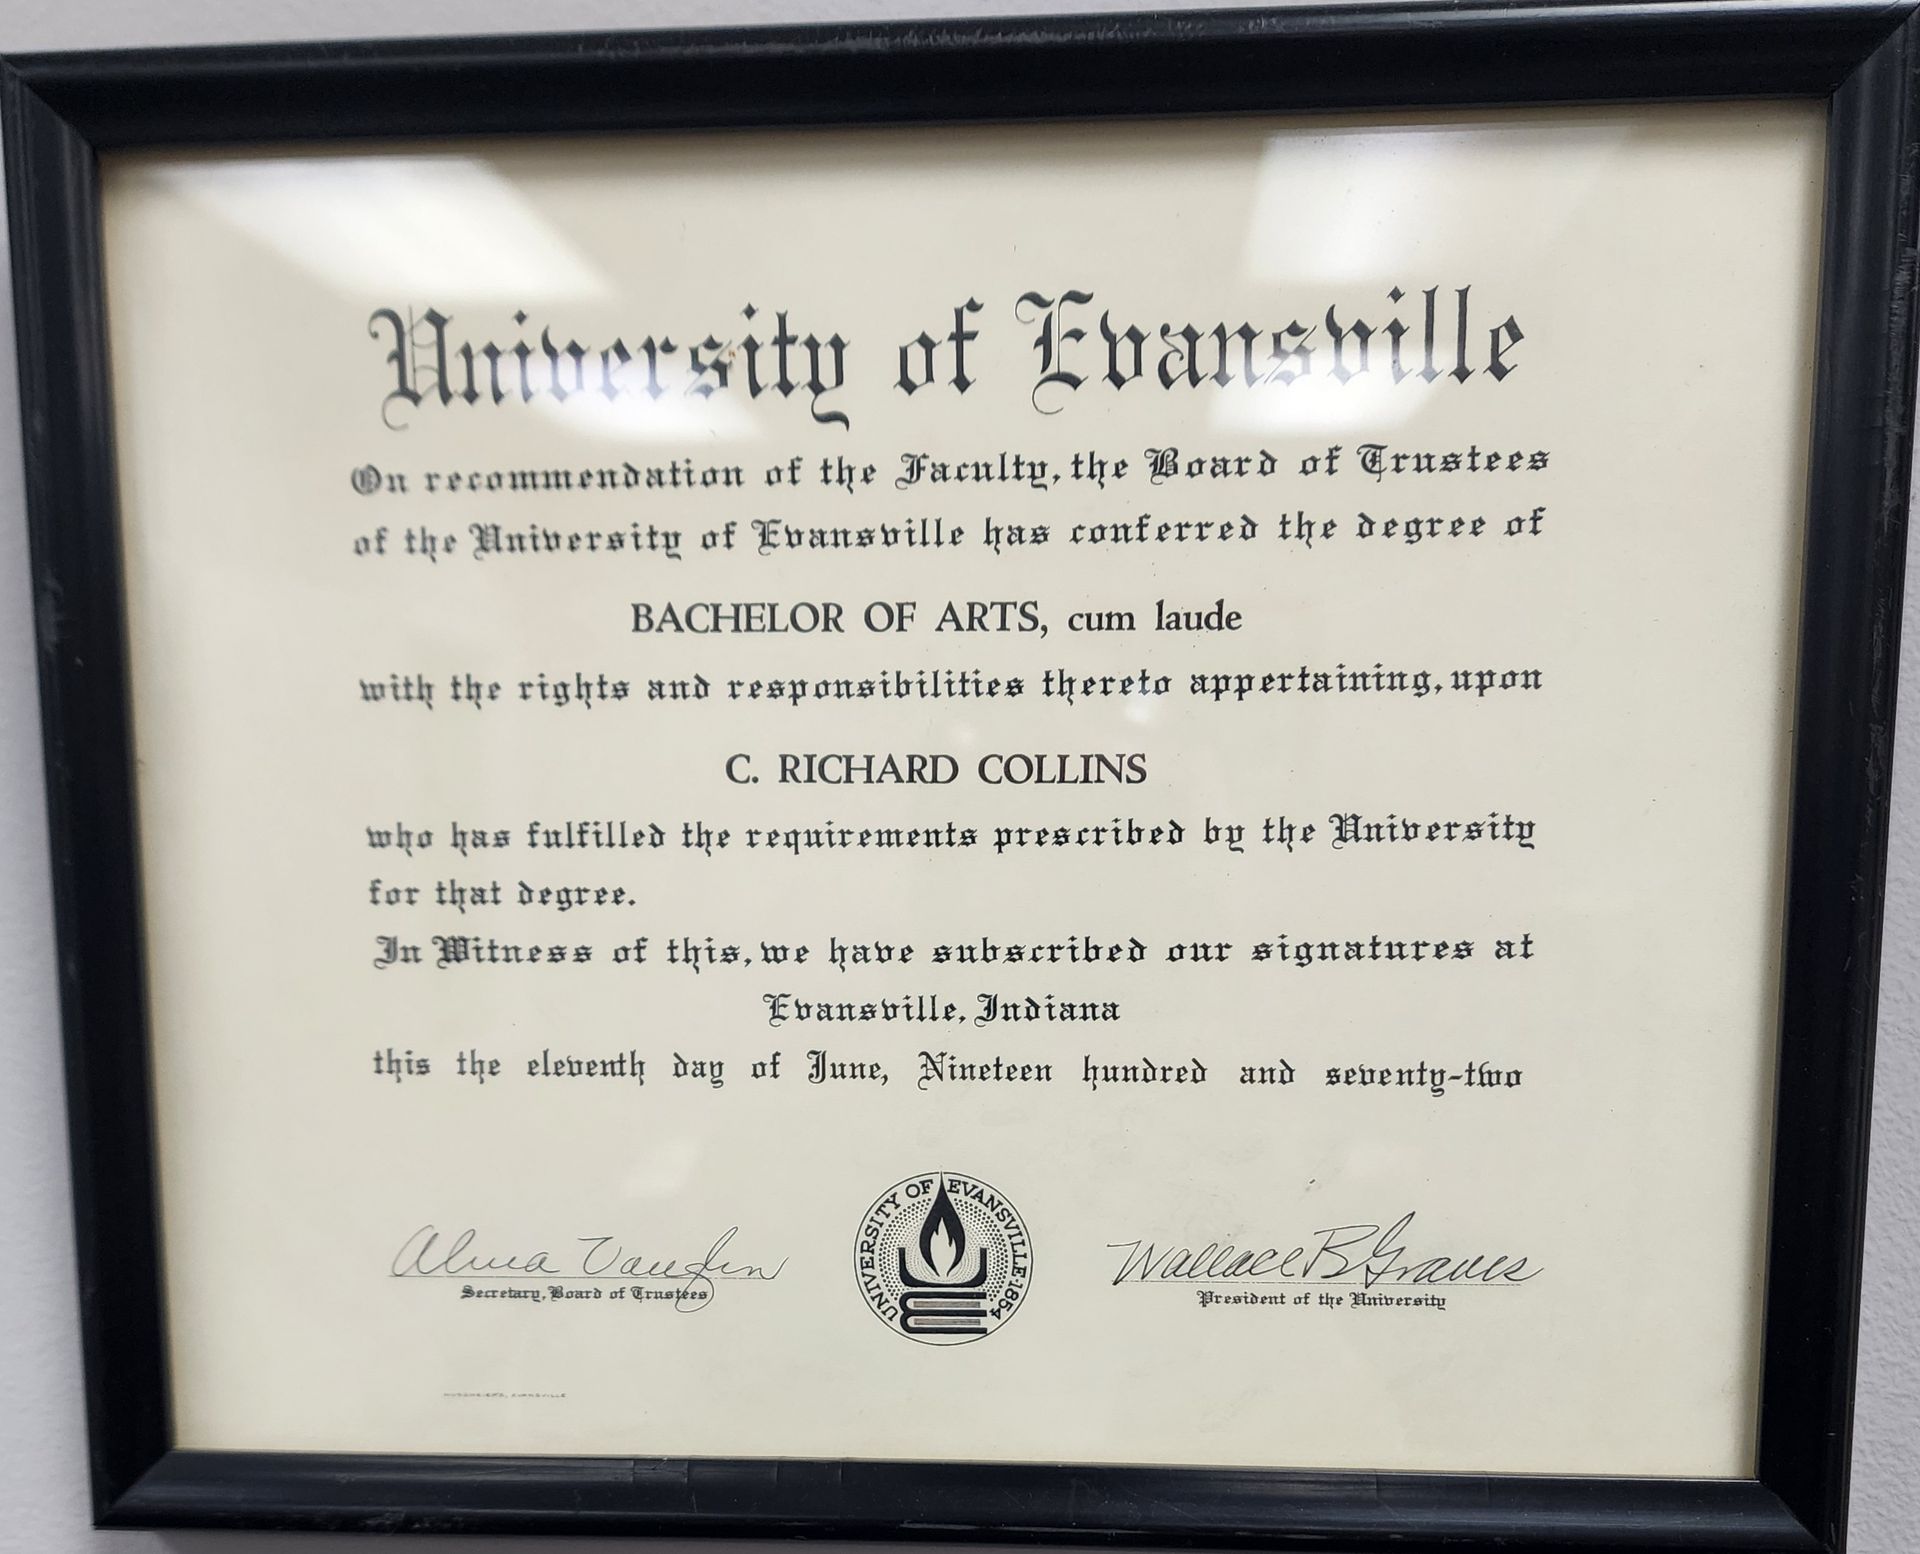 University of Evansville
On recommendation of the Faculty, the Board of Trustees
of the University of Evansville has conferred the degree of
BACHELOR OF ARTS, cum laude
with the rights and responsibilities thereto appertaining, upon
C. RICHARD COLLINS
who has fulfilled the requirements prescribed by the University
for that degree.
In Witness of this, we have subscribed our signatures at
Evansville, Indiana
this the eleventh day of June, Nineteen hundred and seventy-two
Alma Vaughn
Secretary, Board of Trustees
UNIVERSITY OF EVANSVILLE·1854
Wallace B Graves
President of the University
EVANSVILLE